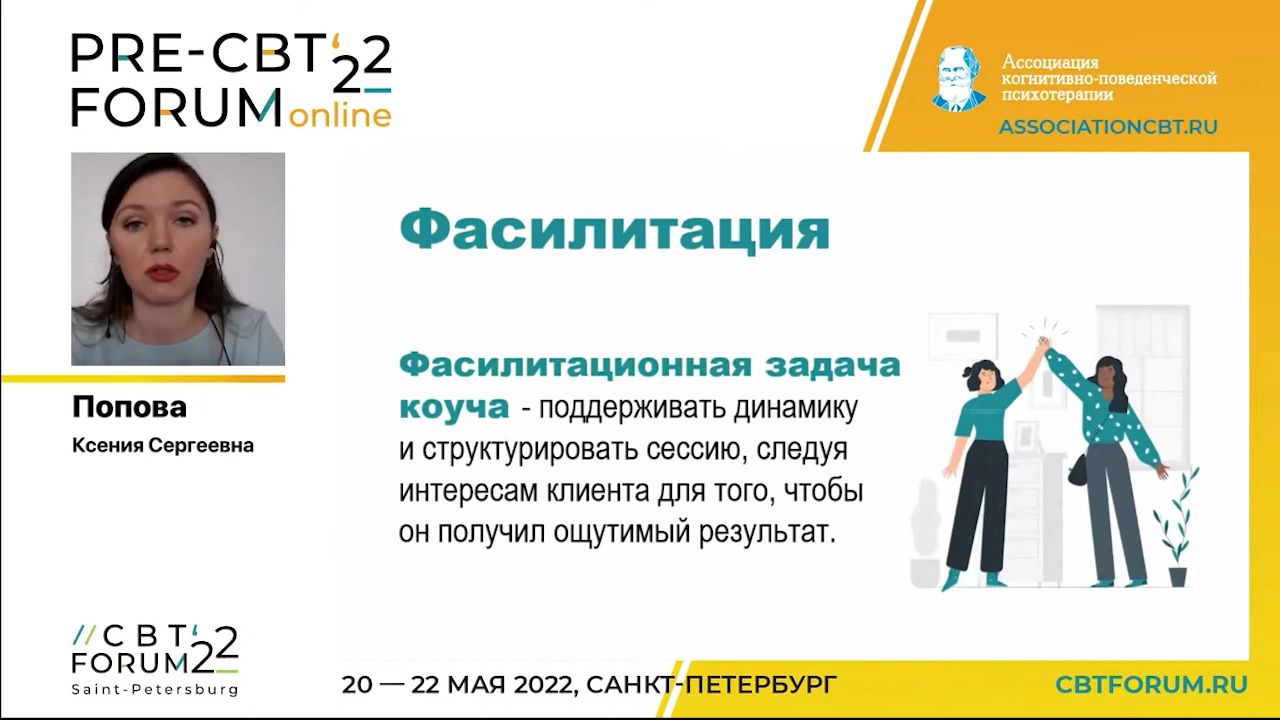 PRE-CBT'22
FORUM online
Ассоциация
когнитивно-поведенческой
психотерапии
ASSOCIATIONCBT.RU
Фасилитация
Фасилитационная задача
коуча - поддерживать динамику
и структурировать сессию, следуя
интересам клиента для того, чтобы
он получил ощутимый результат.
Попова
Ксения Сергеевна
//CBT'22
FORUM
Saint-Petersburg
20 — 22 МАЯ 2022, САНКТ-ПЕТЕРБУРГ
CBTFORUM.RU